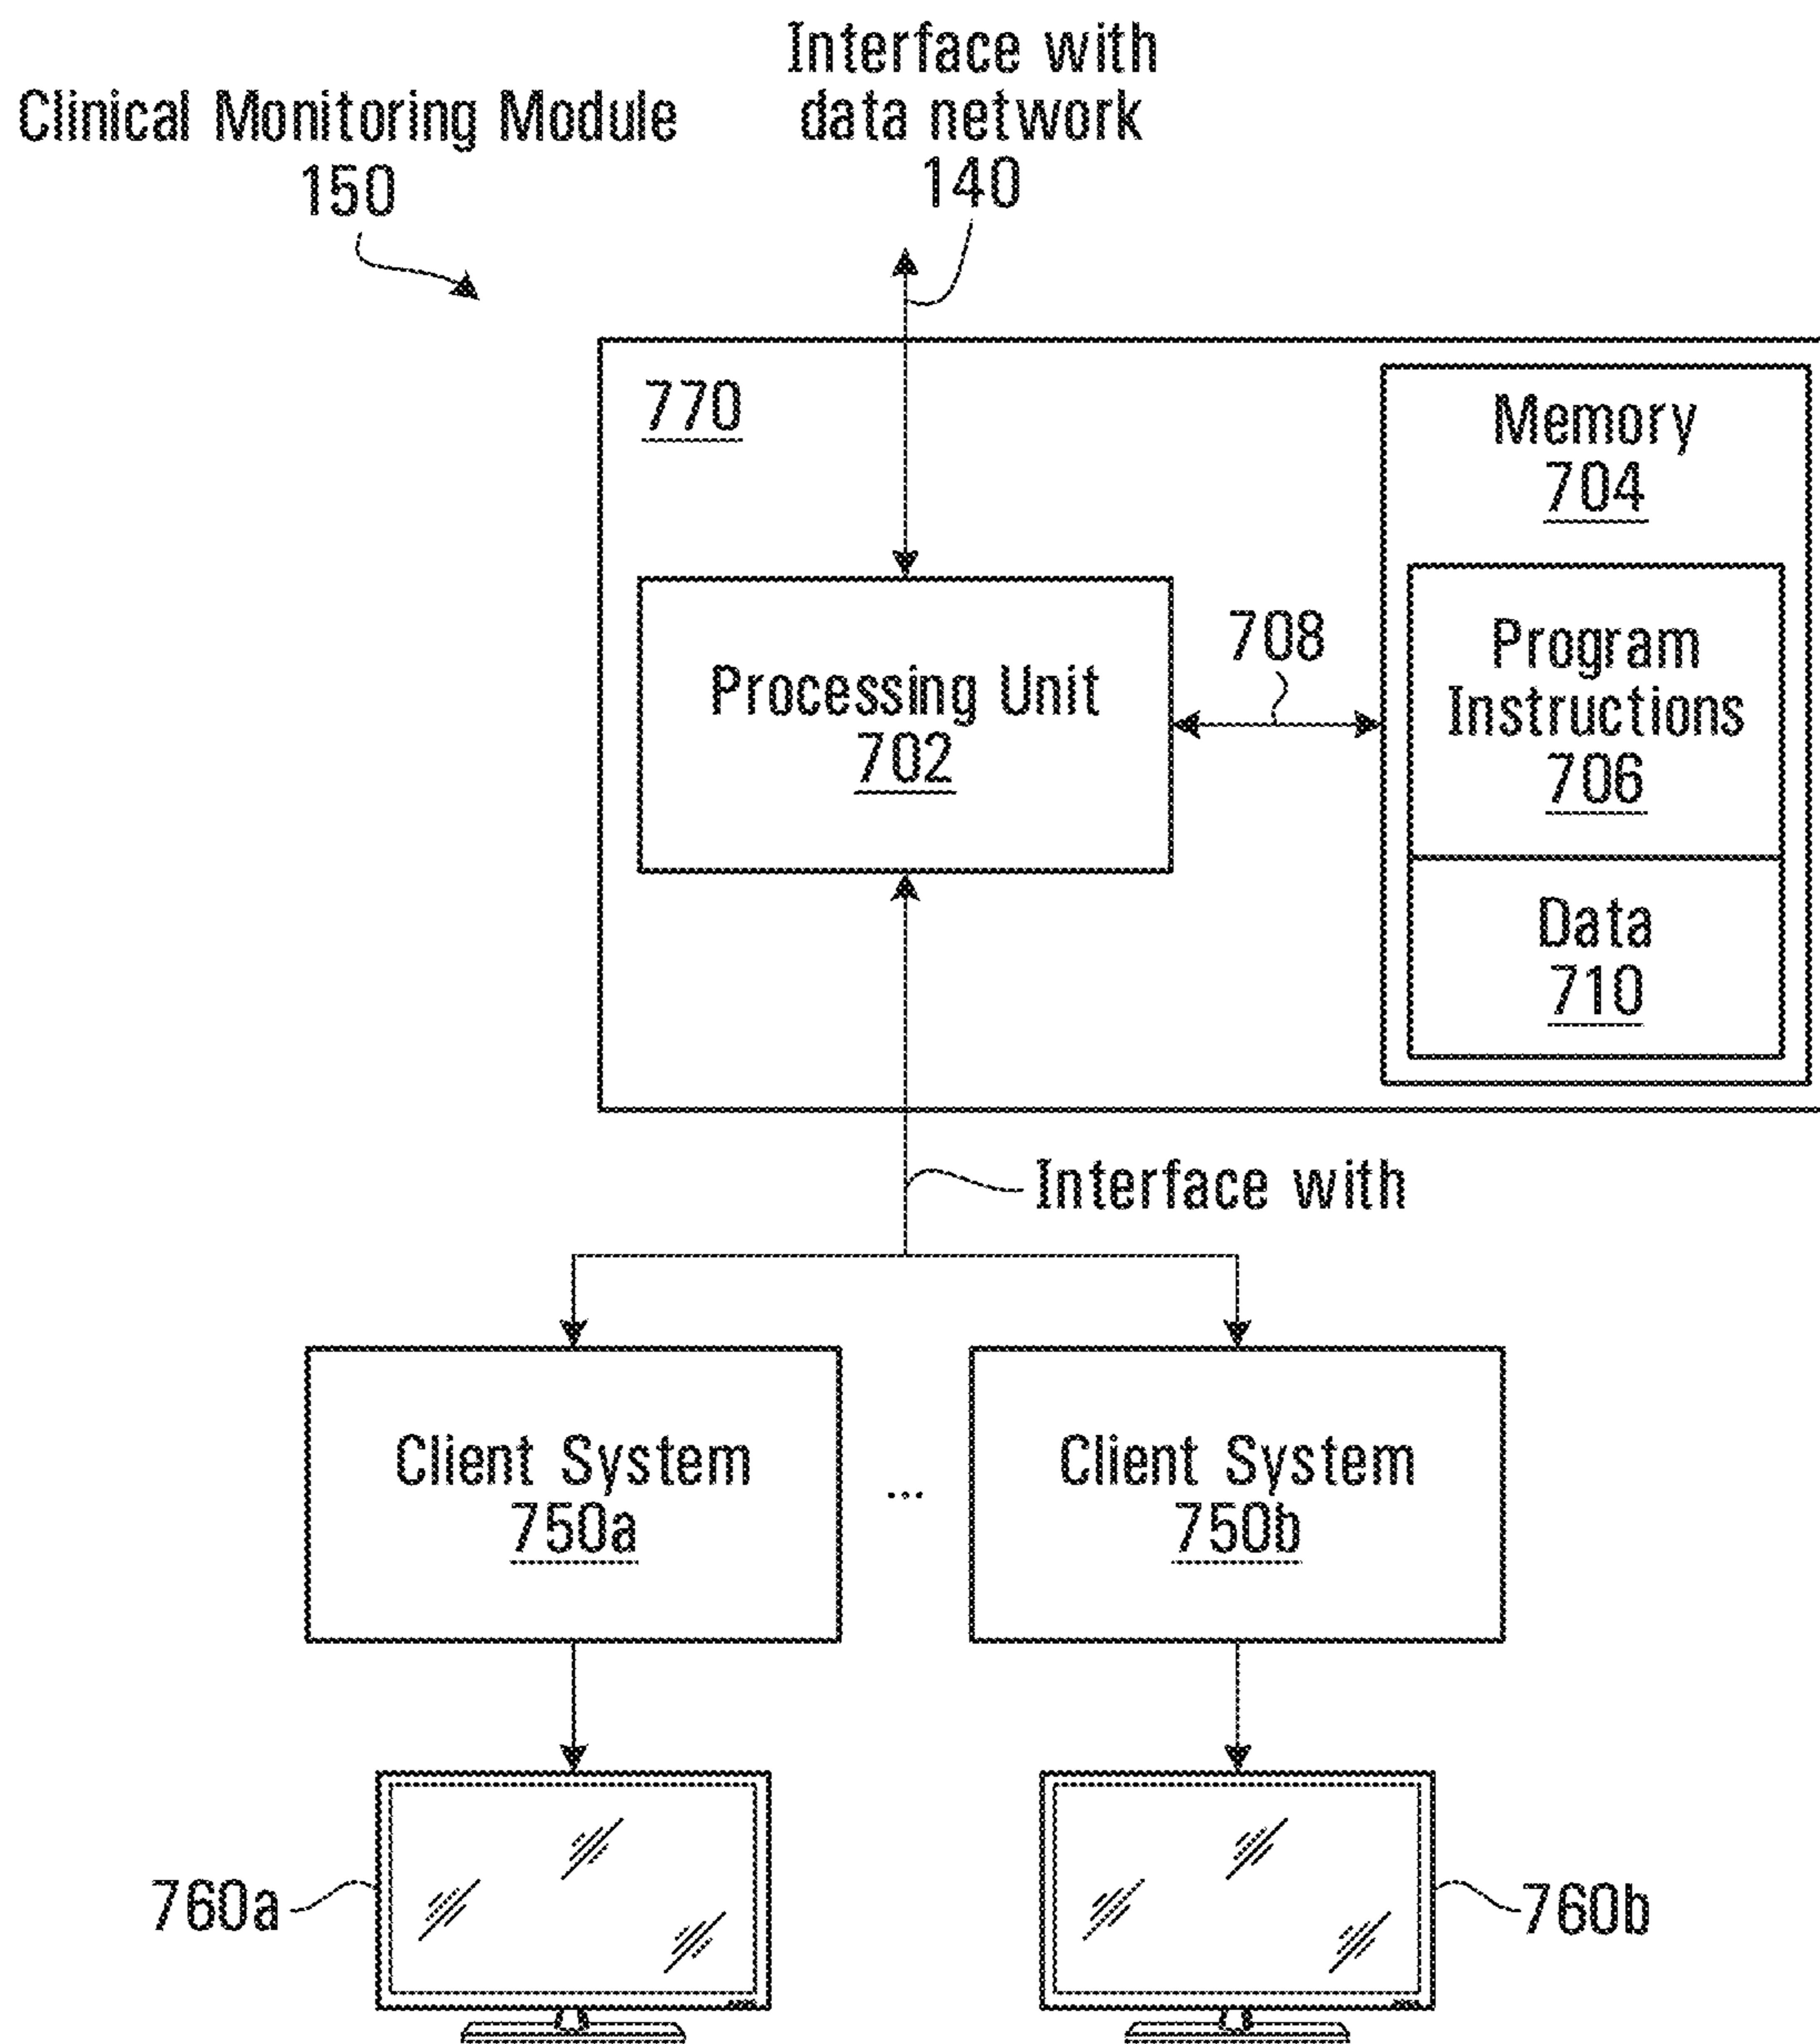 Interface with
data network
140
Clinical Monitoring Module
150
770
Memory
704
Program
Instructions
706
708
Processing Unit
702
Data
710
Interface with
Client System
750a
...
Client System
750b
760a
760b